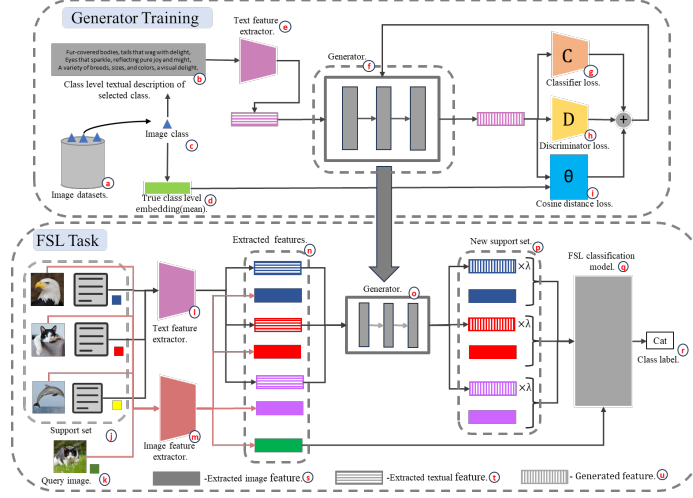 Generator Training
Text feature
extractor.
e
Fur-covered bodies, tails that wag with delight,
Eyes that sparkle, reflecting pure joy and might,
A variety of breeds, sizes, and colors, a visual delight.
b
Class level textual description of
selected class.
Generator.
f
C
g
Classifier loss.
D
h
Discriminator loss.
+
θ
i
Cosine distance loss.
Image class
c
a
Image datasets.
d
True class level
embedding(mean).
FSL Task
Extracted features.
n
New support set.
p
FSL classification
model.
q
l
Text feature
extractor.
Generator.
o
×λ
×λ
×λ
Cat
r
Class label.
m
Image feature
extractor.
Support set
j
Query image.
k
-Extracted image feature.
s
-Extracted textual feature.
t
- Generated feature.
u